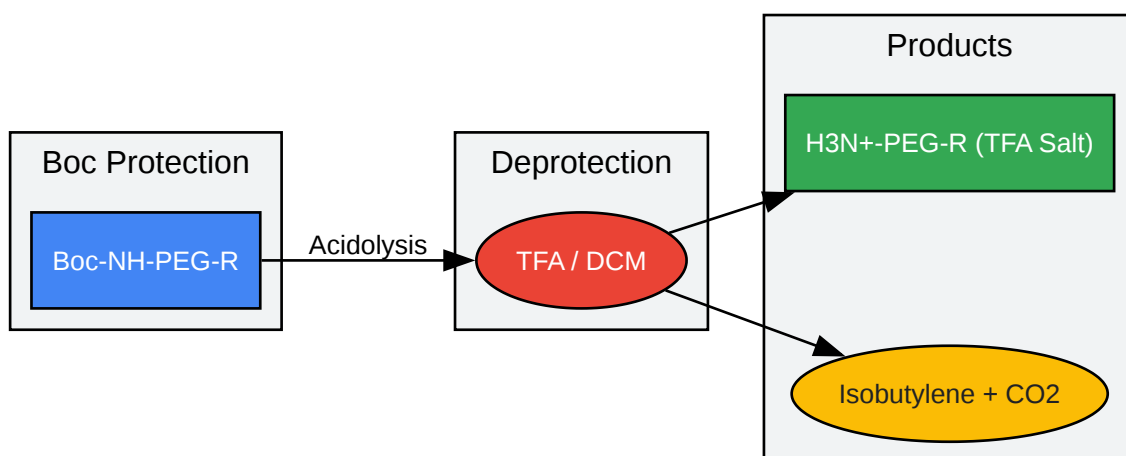 Boc Protection
Boc-NH-PEG-R
Acidolysis
Deprotection
TFA / DCM
Products
H3N+-PEG-R (TFA Salt)
Isobutylene + CO2